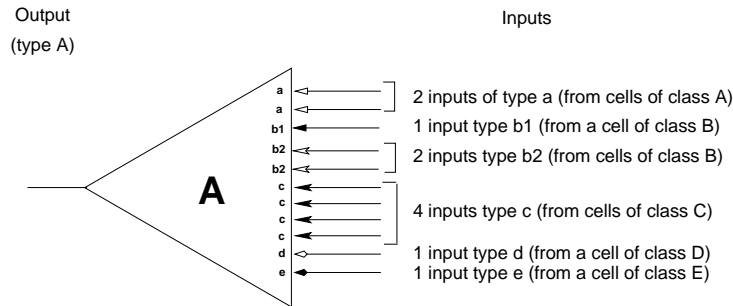 Output
(type A)
Inputs
A
a
a
b1
b2
b2
c
c
c
c
d
e
2 inputs of type a (from cells of class A)
1 input type b1 (from a cell of class B)
2 inputs type b2 (from cells of class B)
4 inputs type c (from cells of class C)
1 input type d (from a cell of class D)
1 input type e (from a cell of class E)